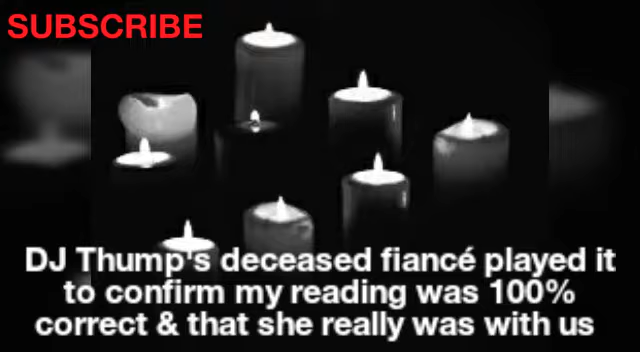 SUBSCRIBE
DJ Thump's deceased fiancé played it
to confirm my reading was 100%
correct & that she really was with us